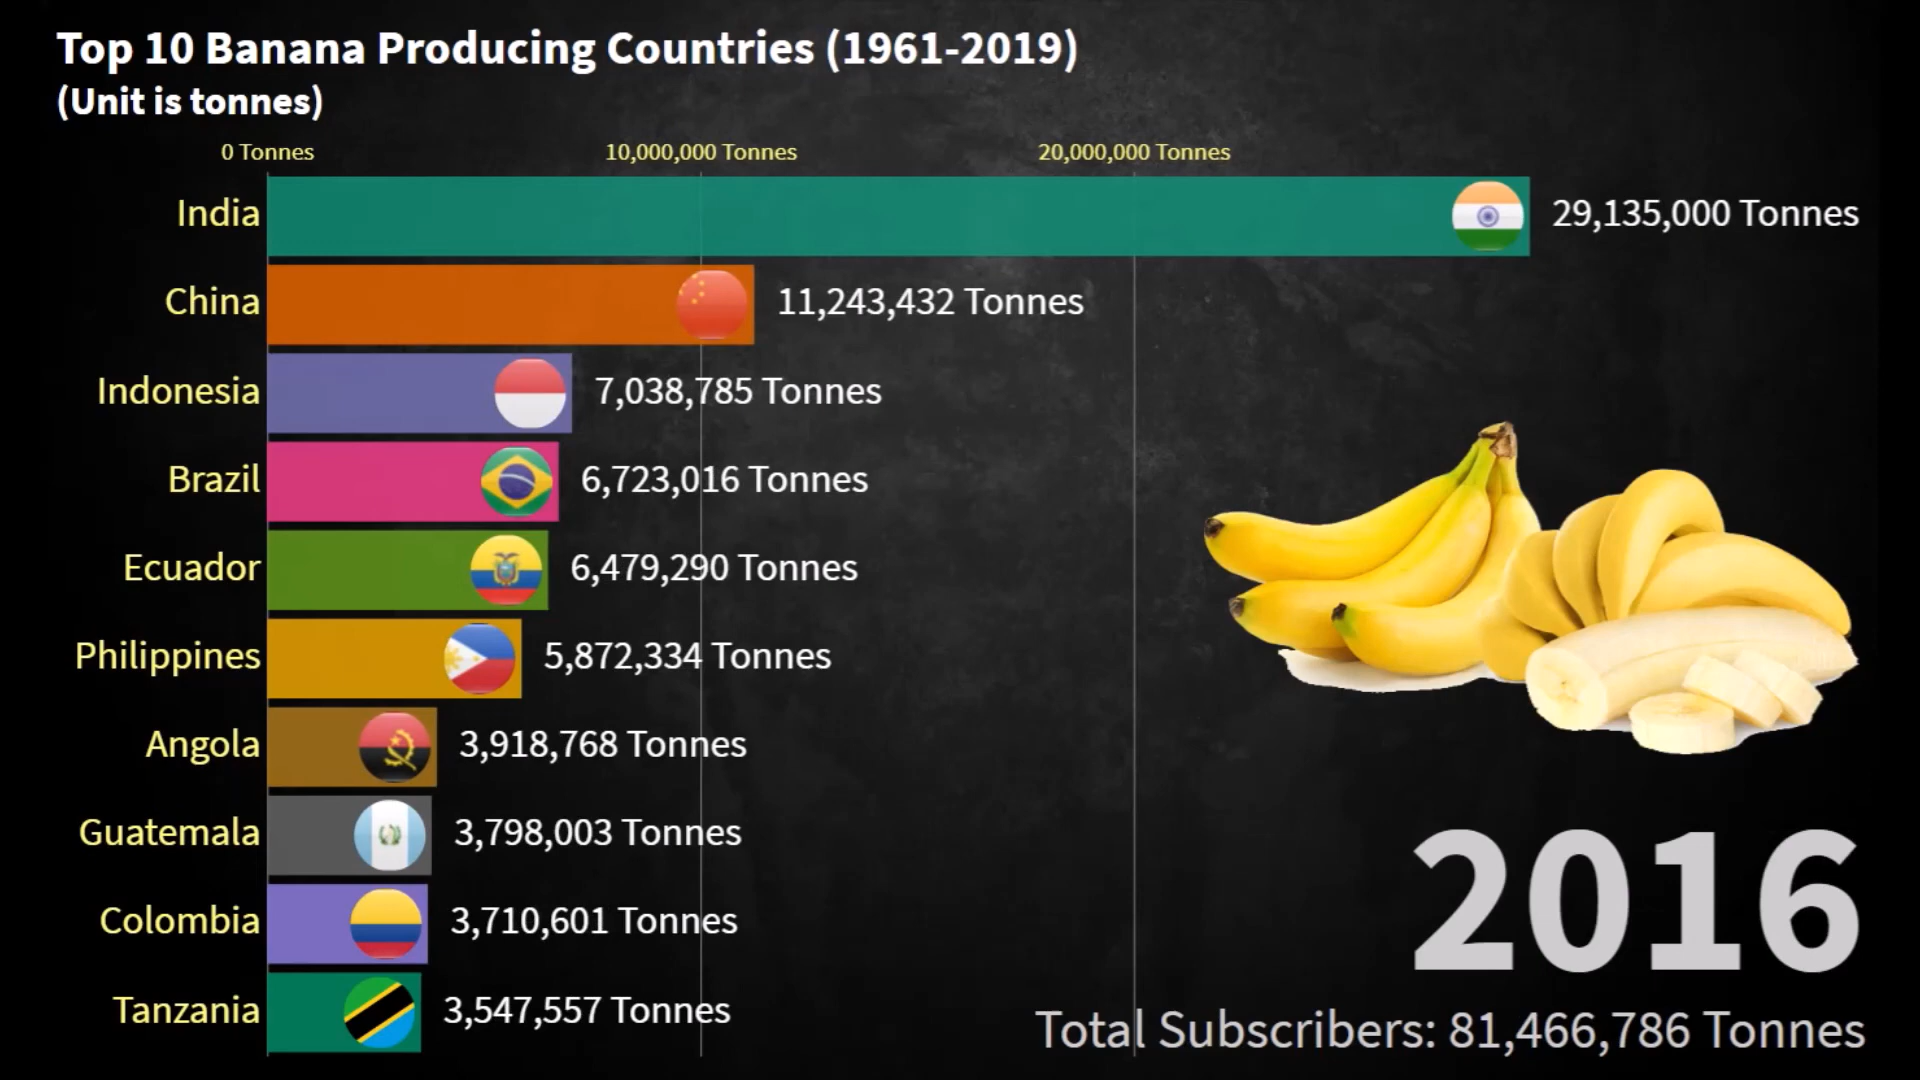 Top 10 Banana Producing Countries (1961-2019)
(Unit is tonnes)
0 Tonnes 10,000,000 Tonnes 20,000,000 Tonnes
India 29,135,000 Tonnes
China 11,243,432 Tonnes
Indonesia 7,038,785 Tonnes
Brazil 6,723,016 Tonnes
Ecuador 6,479,290 Tonnes
Philippines 5,872,334 Tonnes
Angola 3,918,768 Tonnes
Guatemala 3,798,003 Tonnes
Colombia 3,710,601 Tonnes
Tanzania 3,547,557 Tonnes
2016
Total Subscribers: 81,466,786 Tonnes